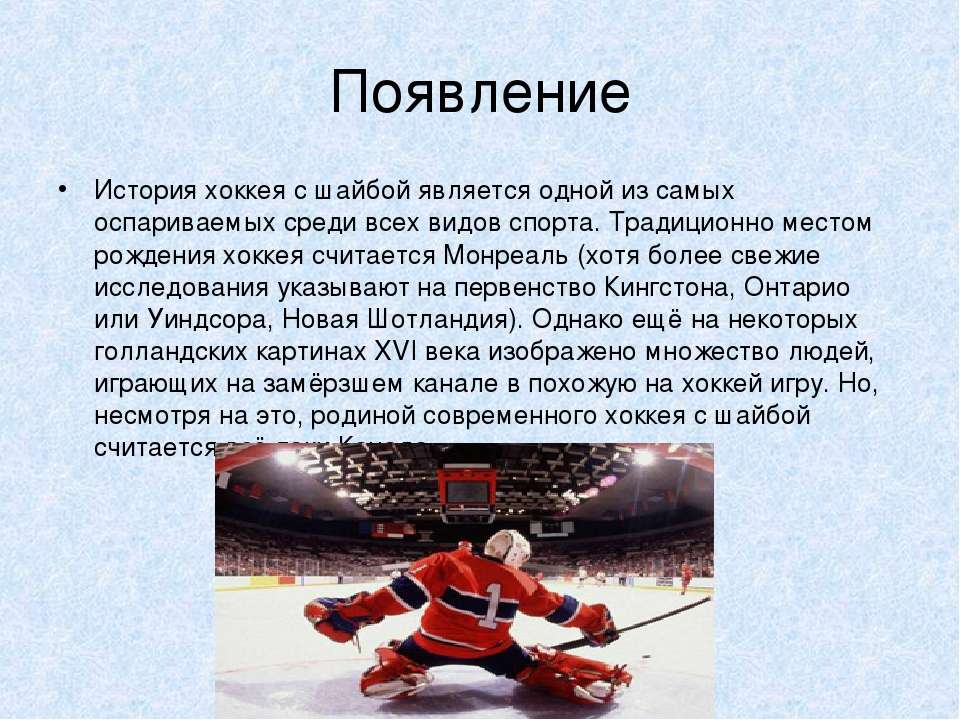 Появление
• История хоккея с шайбой является одной из самых
оспариваемых среди всех видов спорта. Традиционно местом
рождения хоккея считается Монреаль (хотя более свежие
исследования указывают на первенство Кингстона, Онтарио
или Уиндсора, Новая Шотландия). Однако ещё на некоторых
голландских картинах XVI века изображено множество людей,
играющих на замёрзшем канале в похожую на хоккей игру. Но,
несмотря на это, родиной современного хоккея с шайбой
считается
1